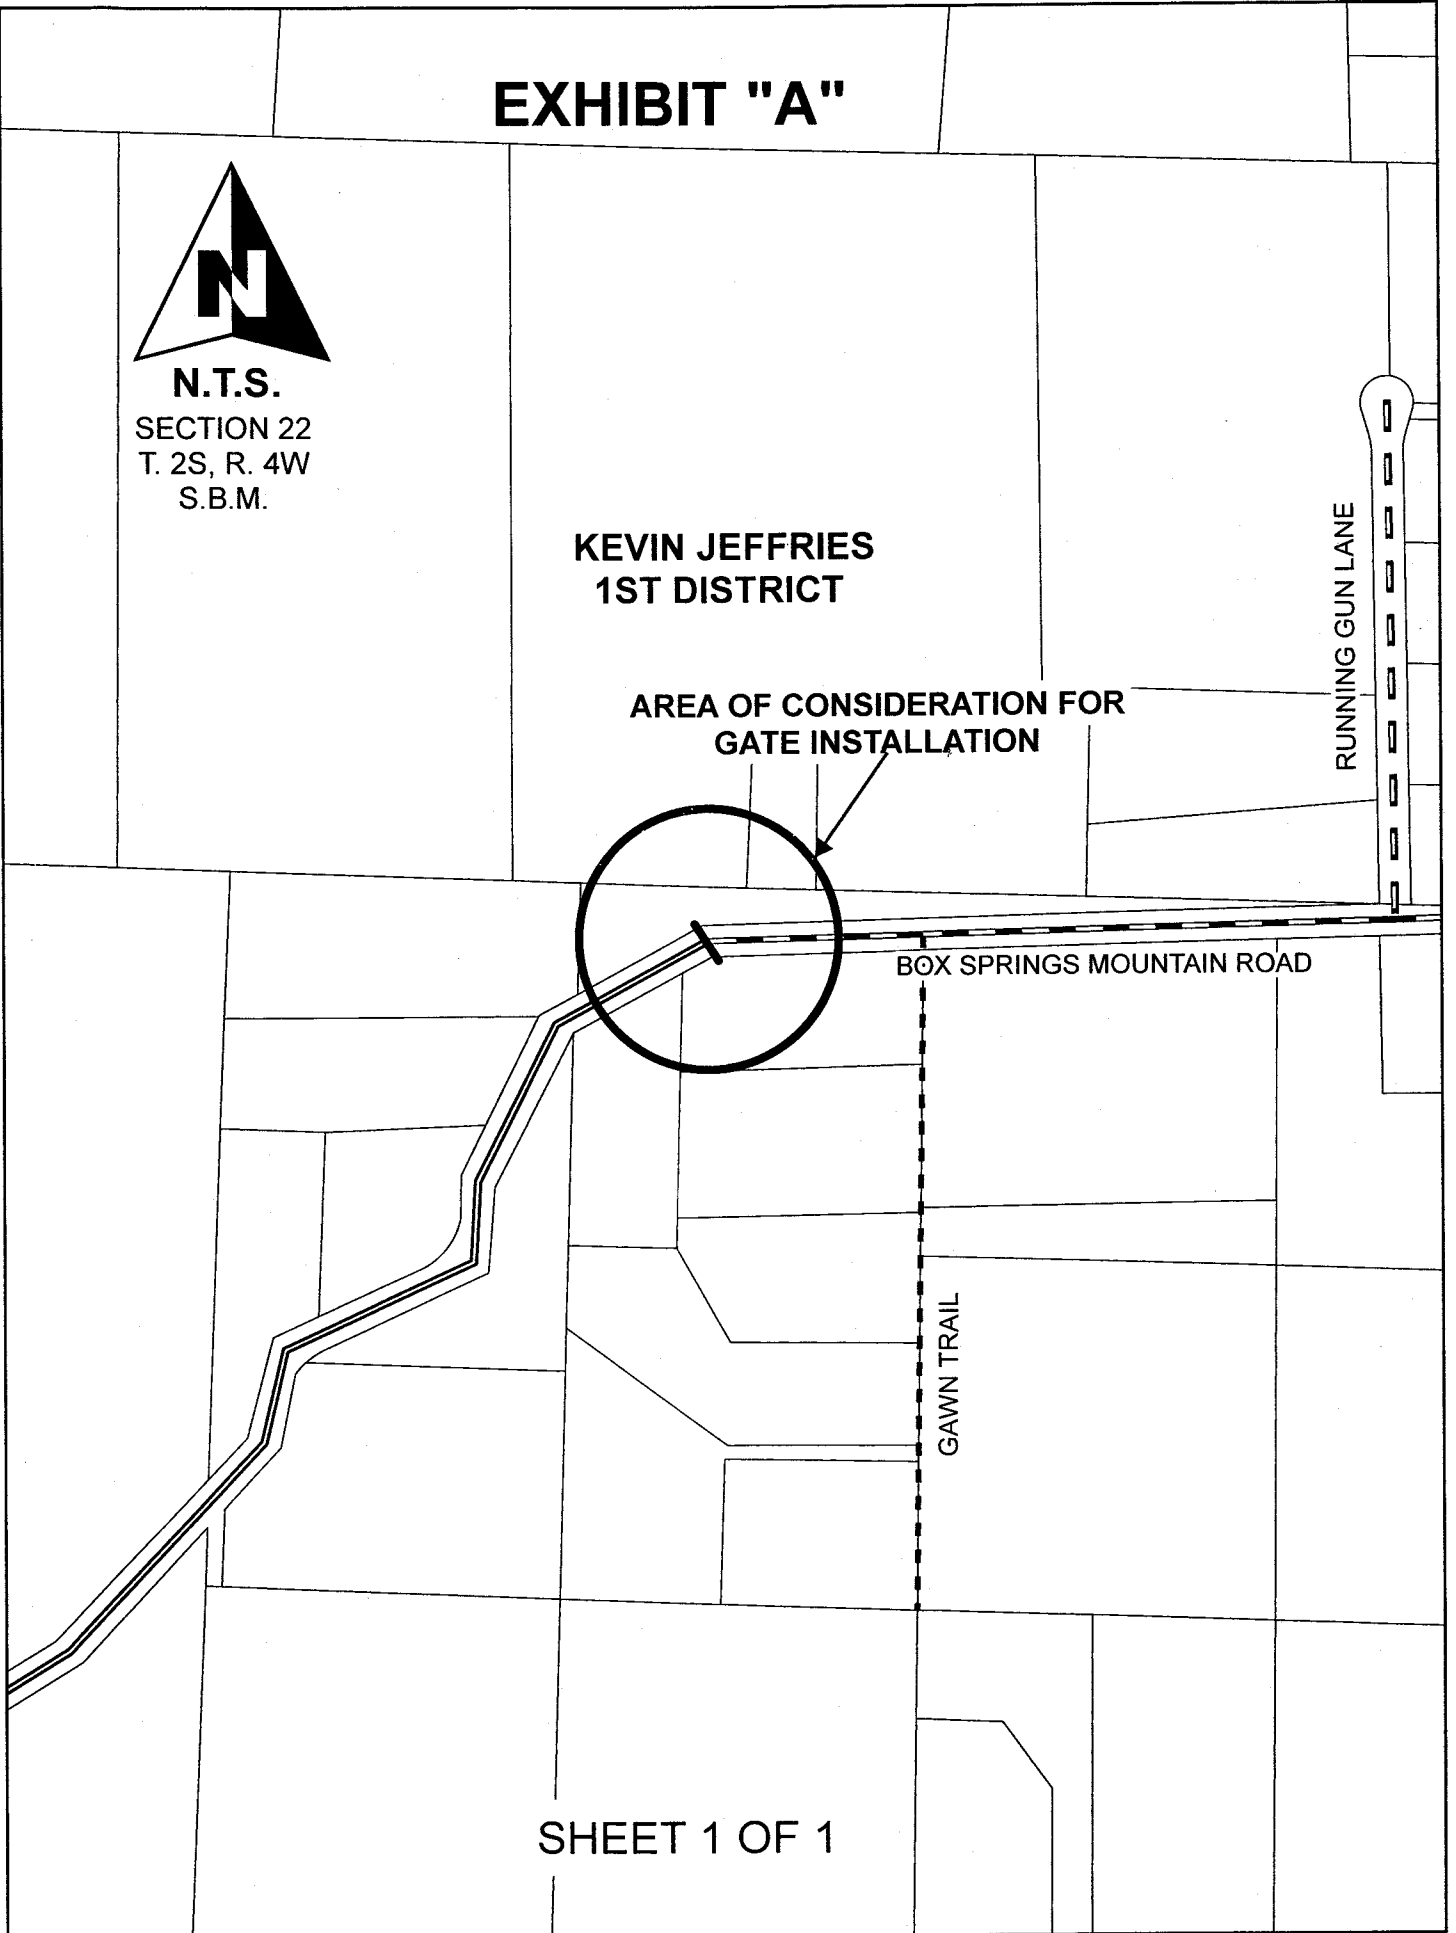 EXHIBIT "A"
N
N.T.S.
SECTION 22
T. 2S, R. 4W
S.B.M.
KEVIN JEFFRIES
1ST DISTRICT
AREA OF CONSIDERATION FOR
GATE INSTALLATION
RUNNING GUN LANE
BOX SPRINGS MOUNTAIN ROAD
GAWN TRAIL
SHEET 1 OF 1